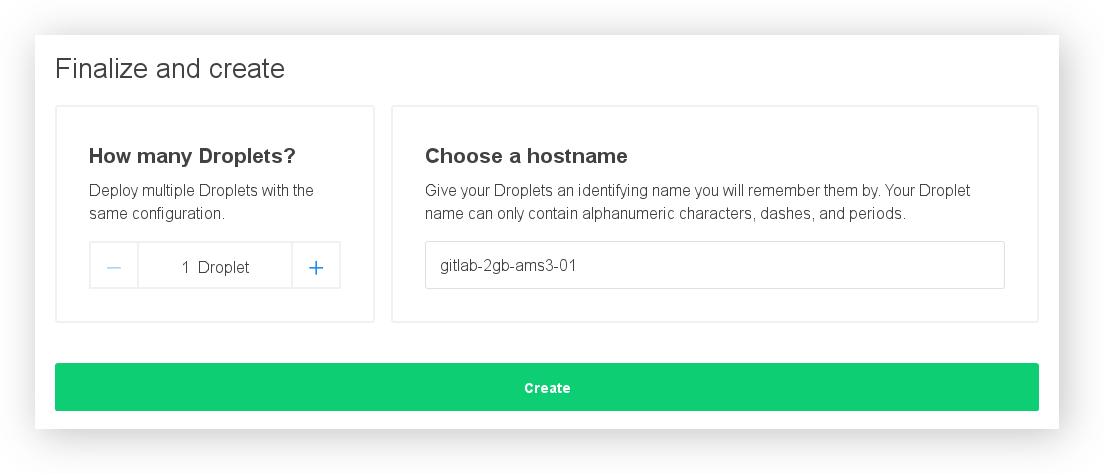 Finalize and create
How many Droplets?
Deploy multiple Droplets with the
same configuration.
1 Droplet
Choose a hostname
Give your Droplets an identifying name you will remember them by. Your Droplet
name can only contain alphanumeric characters, dashes, and periods.
gitlab-2gb-ams3-01
Create